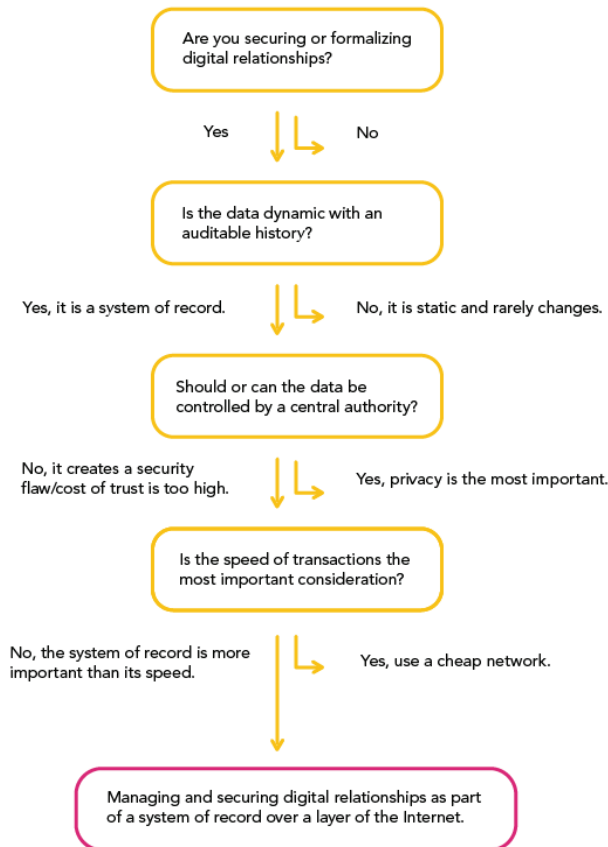 Are you securing or formalizing
digital relationships?
Yes
No
Is the data dynamic with an
auditable history?
Yes, it is a system of record.
No, it is static and rarely changes.
Should or can the data be
controlled by a central authority?
No, it creates a security
flaw/cost of trust is too high.
Yes, privacy is the most important.
Is the speed of transactions the
most important consideration?
No, the system of record is more
important than its speed.
Yes, use a cheap network.
Managing and securing digital relationships as part
of a system of record over a layer of the Internet.